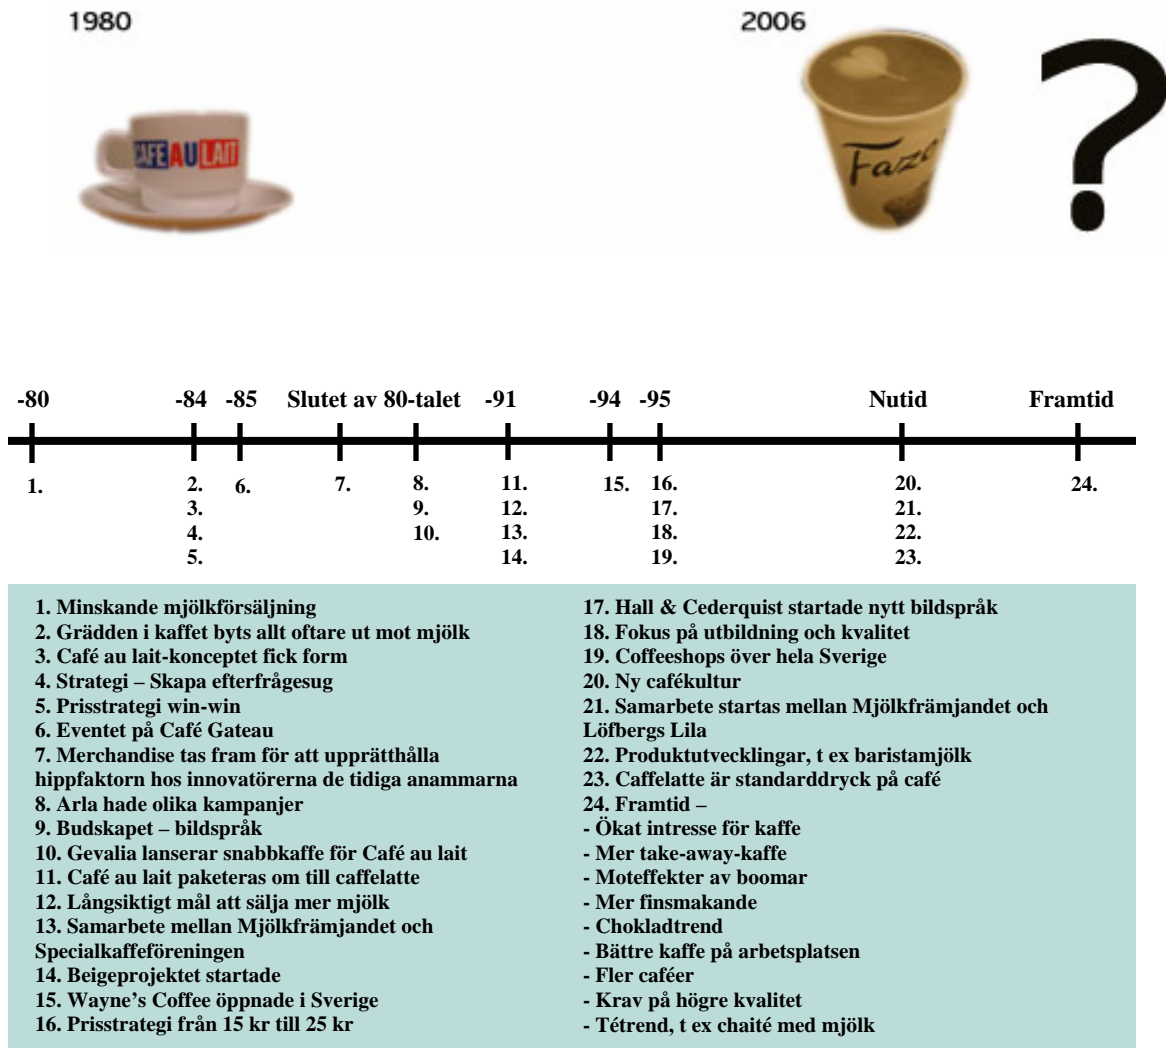 1980
2006
CAFE AU LAIT
?
-80 -84 -85 Slutet av 80-talet -91 -94 -95 Nutid Framtid
1. 2. 6. 7. 8. 11. 15. 16. 20. 24.
3. 9. 12. 17. 21.
4. 10. 13. 18. 22.
5. 14. 19. 23.
1. Minskande mjölkförsäljning
2. Grädden i kaffet byts allt oftare ut mot mjölk
3. Café au lait-konceptet fick form
4. Strategi – Skapa efterfrågesug
5. Prisstrategi win-win
6. Eventet på Café Gateau
7. Merchandise tas fram för att upprätthålla
hippfaktorn hos innovatörerna de tidiga anammarna
8. Arla hade olika kampanjer
9. Budskapet – bildspråk
10. Gevalia lanserar snabbkaffe för Café au lait
11. Café au lait paketeras om till caffelatte
12. Långsiktigt mål att sälja mer mjölk
13. Samarbete mellan Mjölkfrämjandet och
Specialkaffeföreningen
14. Beigeprojektet startade
15. Wayne's Coffee öppnade i Sverige
16. Prisstrategi från 15 kr till 25 kr
17. Hall & Cederquist startade nytt bildspråk
18. Fokus på utbildning och kvalitet
19. Coffeeshops över hela Sverige
20. Ny cafékultur
21. Samarbete startas mellan Mjölkfrämjandet och
Löfbergs Lila
22. Produktutvecklingar, t ex baristamjölk
23. Caffelatte är standarddryck på café
24. Framtid –
- Ökat intresse för kaffe
- Mer take-away-kaffe
- Moteffekter av boomar
- Mer finsmakande
- Chokladtrend
- Bättre kaffe på arbetsplatsen
- Fler caféer
- Krav på högre kvalitet
- Tétrend, t ex chaité med mjölk